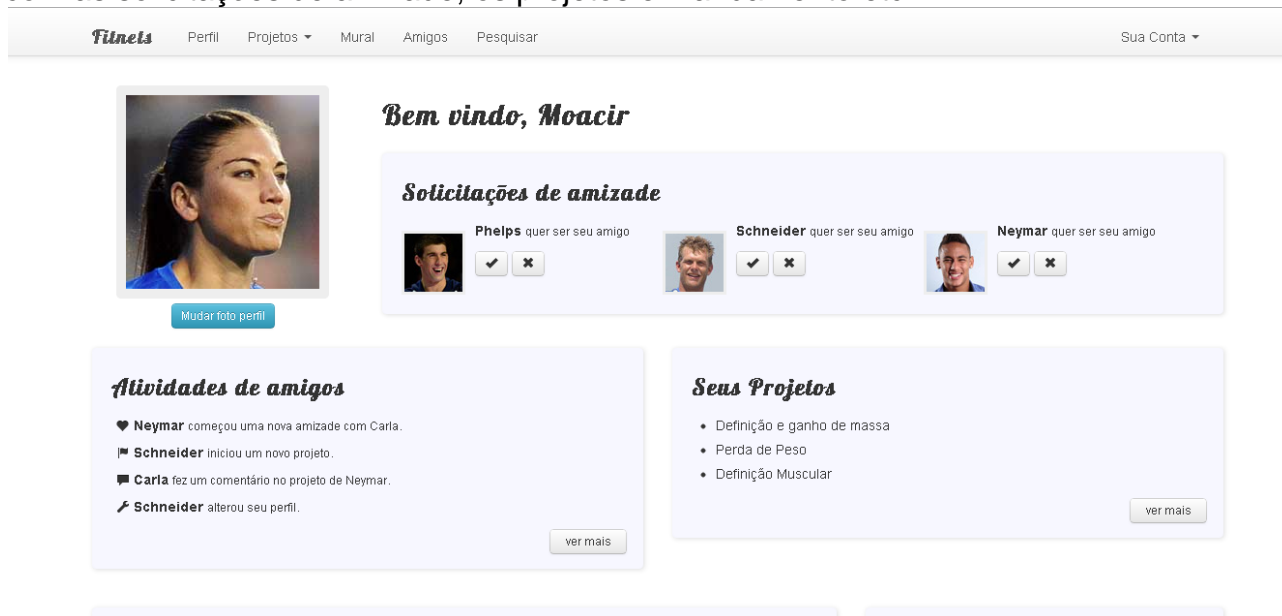 Fitnets Perfil Projetos Mural Amigos Pesquisar Sua Conta
Bem vindo, Moacir
Solicitações de amizade
Phelps quer ser seu amigo
Schneider quer ser seu amigo
Neymar quer ser seu amigo
Mudar foto perfil
Atividades de amigos
Neymar começou uma nova amizade com Carla.
Schneider iniciou um novo projeto.
Carla fez um comentário no projeto de Neymar.
Schneider alterou seu perfil.
ver mais
Seus Projetos
Definição e ganho de massa
Perda de Peso
Definição Muscular
ver mais